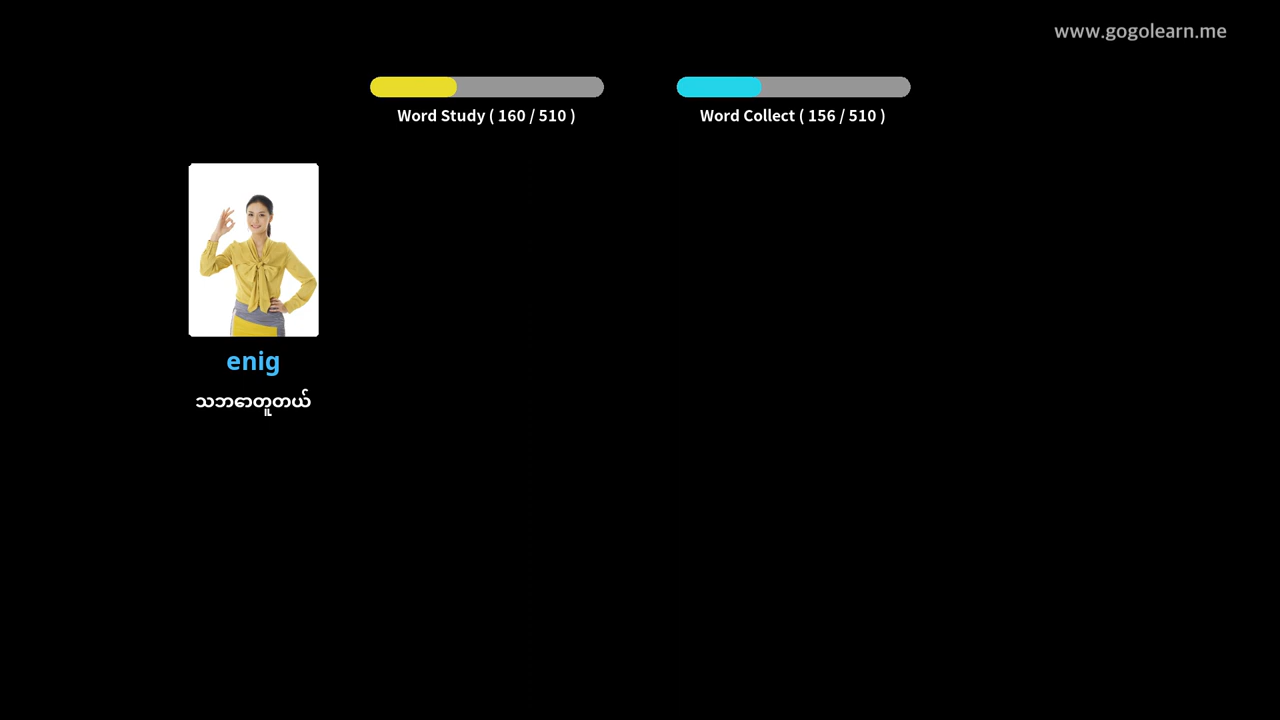 www.gogolearn.me
Word Study ( 160 / 510 )
Word Collect ( 156 / 510 )
enig
သဘောတူတယ်